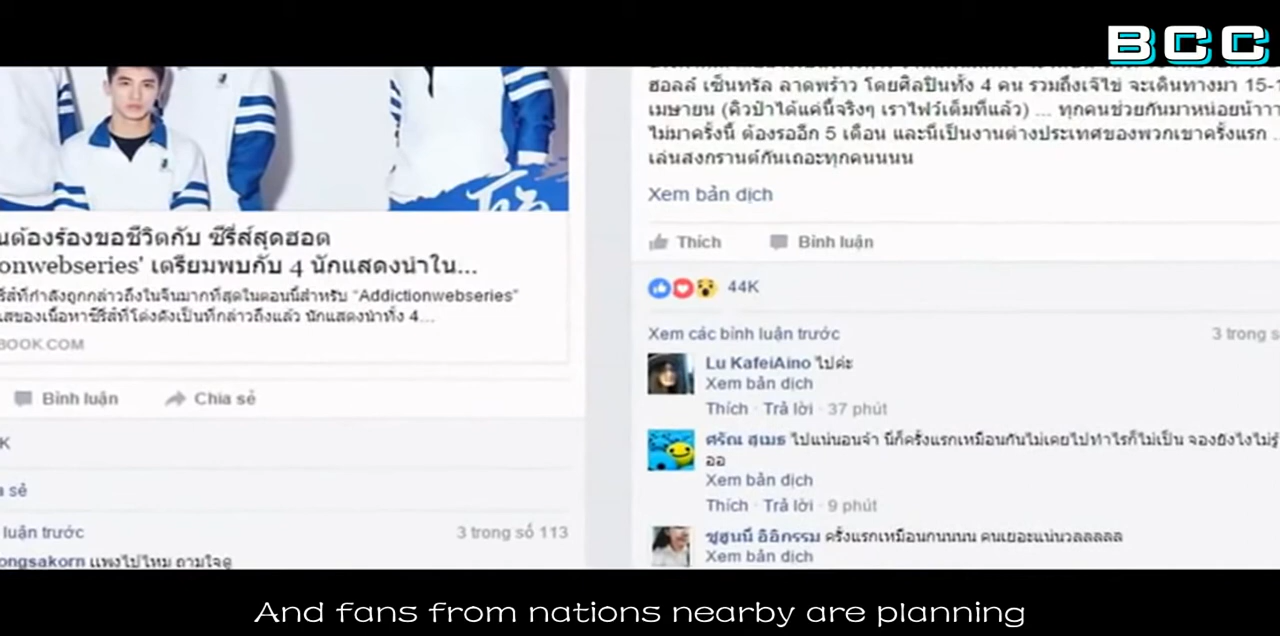 BCC
ฮอลล์ เซ็นทรัล ลาดพร้าว โดยศิลปินทั้ง 4 คน รวมถึงเจ๊ไข่ จะเดินทางมา 15-1
เมษายน (คิวป้าได้แค่นี้จริงๆ เราไฟว์เต็มที่แล้ว) ... ทุกคนช่วยกันมาหน่อยน้าาา
ไม่มาครั้งนี้ ต้องรออีก 5 เดือน และนี่เป็นงานต่างประเทศของพวกเขาครั้งแรก ..
เล่นสงกรานต์กันเถอะทุกคนนนน
Xem bản dịch
Thích Bình luận
44K
Xem các bình luận trước 3 trong s
Lu KafeiAino ไปค่ะ
Xem bản dịch
Thích · Trả lời · 37 phút
ศรัณ สุเมธ ไปแน่นอนจ้า นี่ก็ครั้งแรกเหมือนกันไม่เคยไปทำไรก็ไม่เป็น จองยังไงไม่รู้
ออ
Xem bản dịch
Thích · Trả lời · 9 phút
ครั้งแรกเหมือนกนนนน คนเยอะแน่นวลลลลล
Xem bản dịch
นต้องร้องขอชีวิตกับ ซีรี่ส์สุดฮอต
onwebseries' เตรียมพบกับ 4 นักแสดงนำใน...
รี่ส์ที่กำลังถูกกล่าวถึงในจีนมากที่สุดในตอนนี้สำหรับ "Addictionwebseries"
สของเนื้อหาซีรี่ส์ที่โด่งดังเป็นที่กล่าวถึงแล้ว นักแสดงนำทั้ง 4...
BOOK.COM
Bình luận Chia sẻ
K
a sẻ
luận trước 3 trong số 113
ongsakorn แพงไปไหม ถามใจดู
And fans from nations nearby are planning